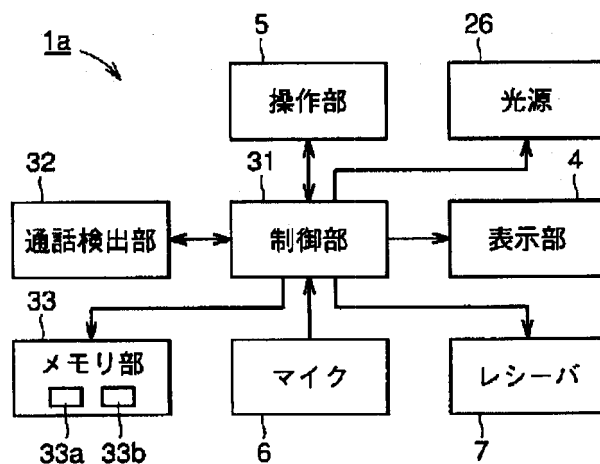 1a
5
操作部
26
光源
32
通話検出部
31
制御部
4
表示部
33
メモリ部
33a
33b
マイク
6
レシーバ
7